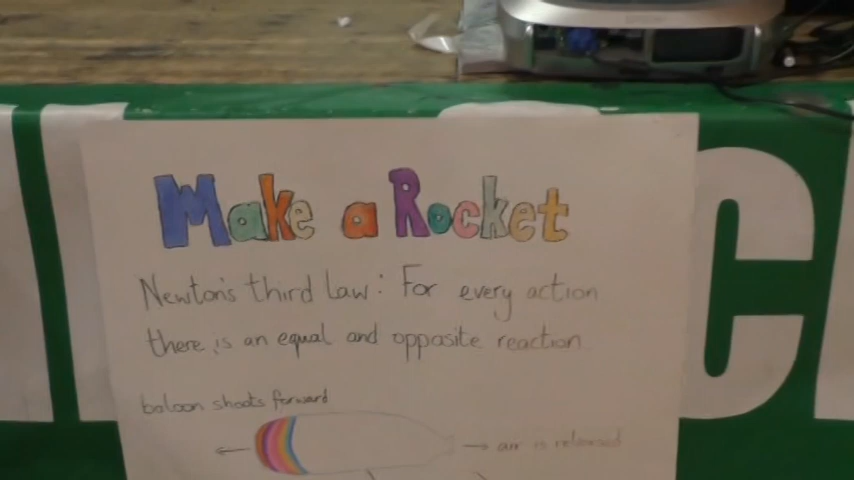 Make a Rocket
Newton's third law: For every action
there is an equal and opposite reaction
baloon shoots forward
air is released
C